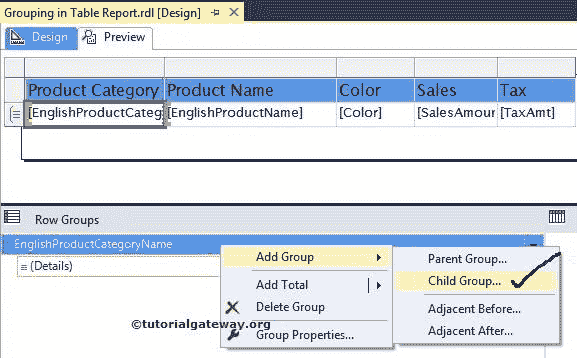 Grouping in Table Report.rdl [Design]
Design Preview
Product Category Product Name Color Sales Tax
[EnglishProductCateg [EnglishProductName] [Color] [SalesAmour [TaxAmt]
Row Groups
EnglishProductCategoryName
(Details)
Add Group
Add Total
Delete Group
Group Properties...
Parent Group...
Child Group...
Adjacent Before...
Adjacent After...
©tutorialgateway.org